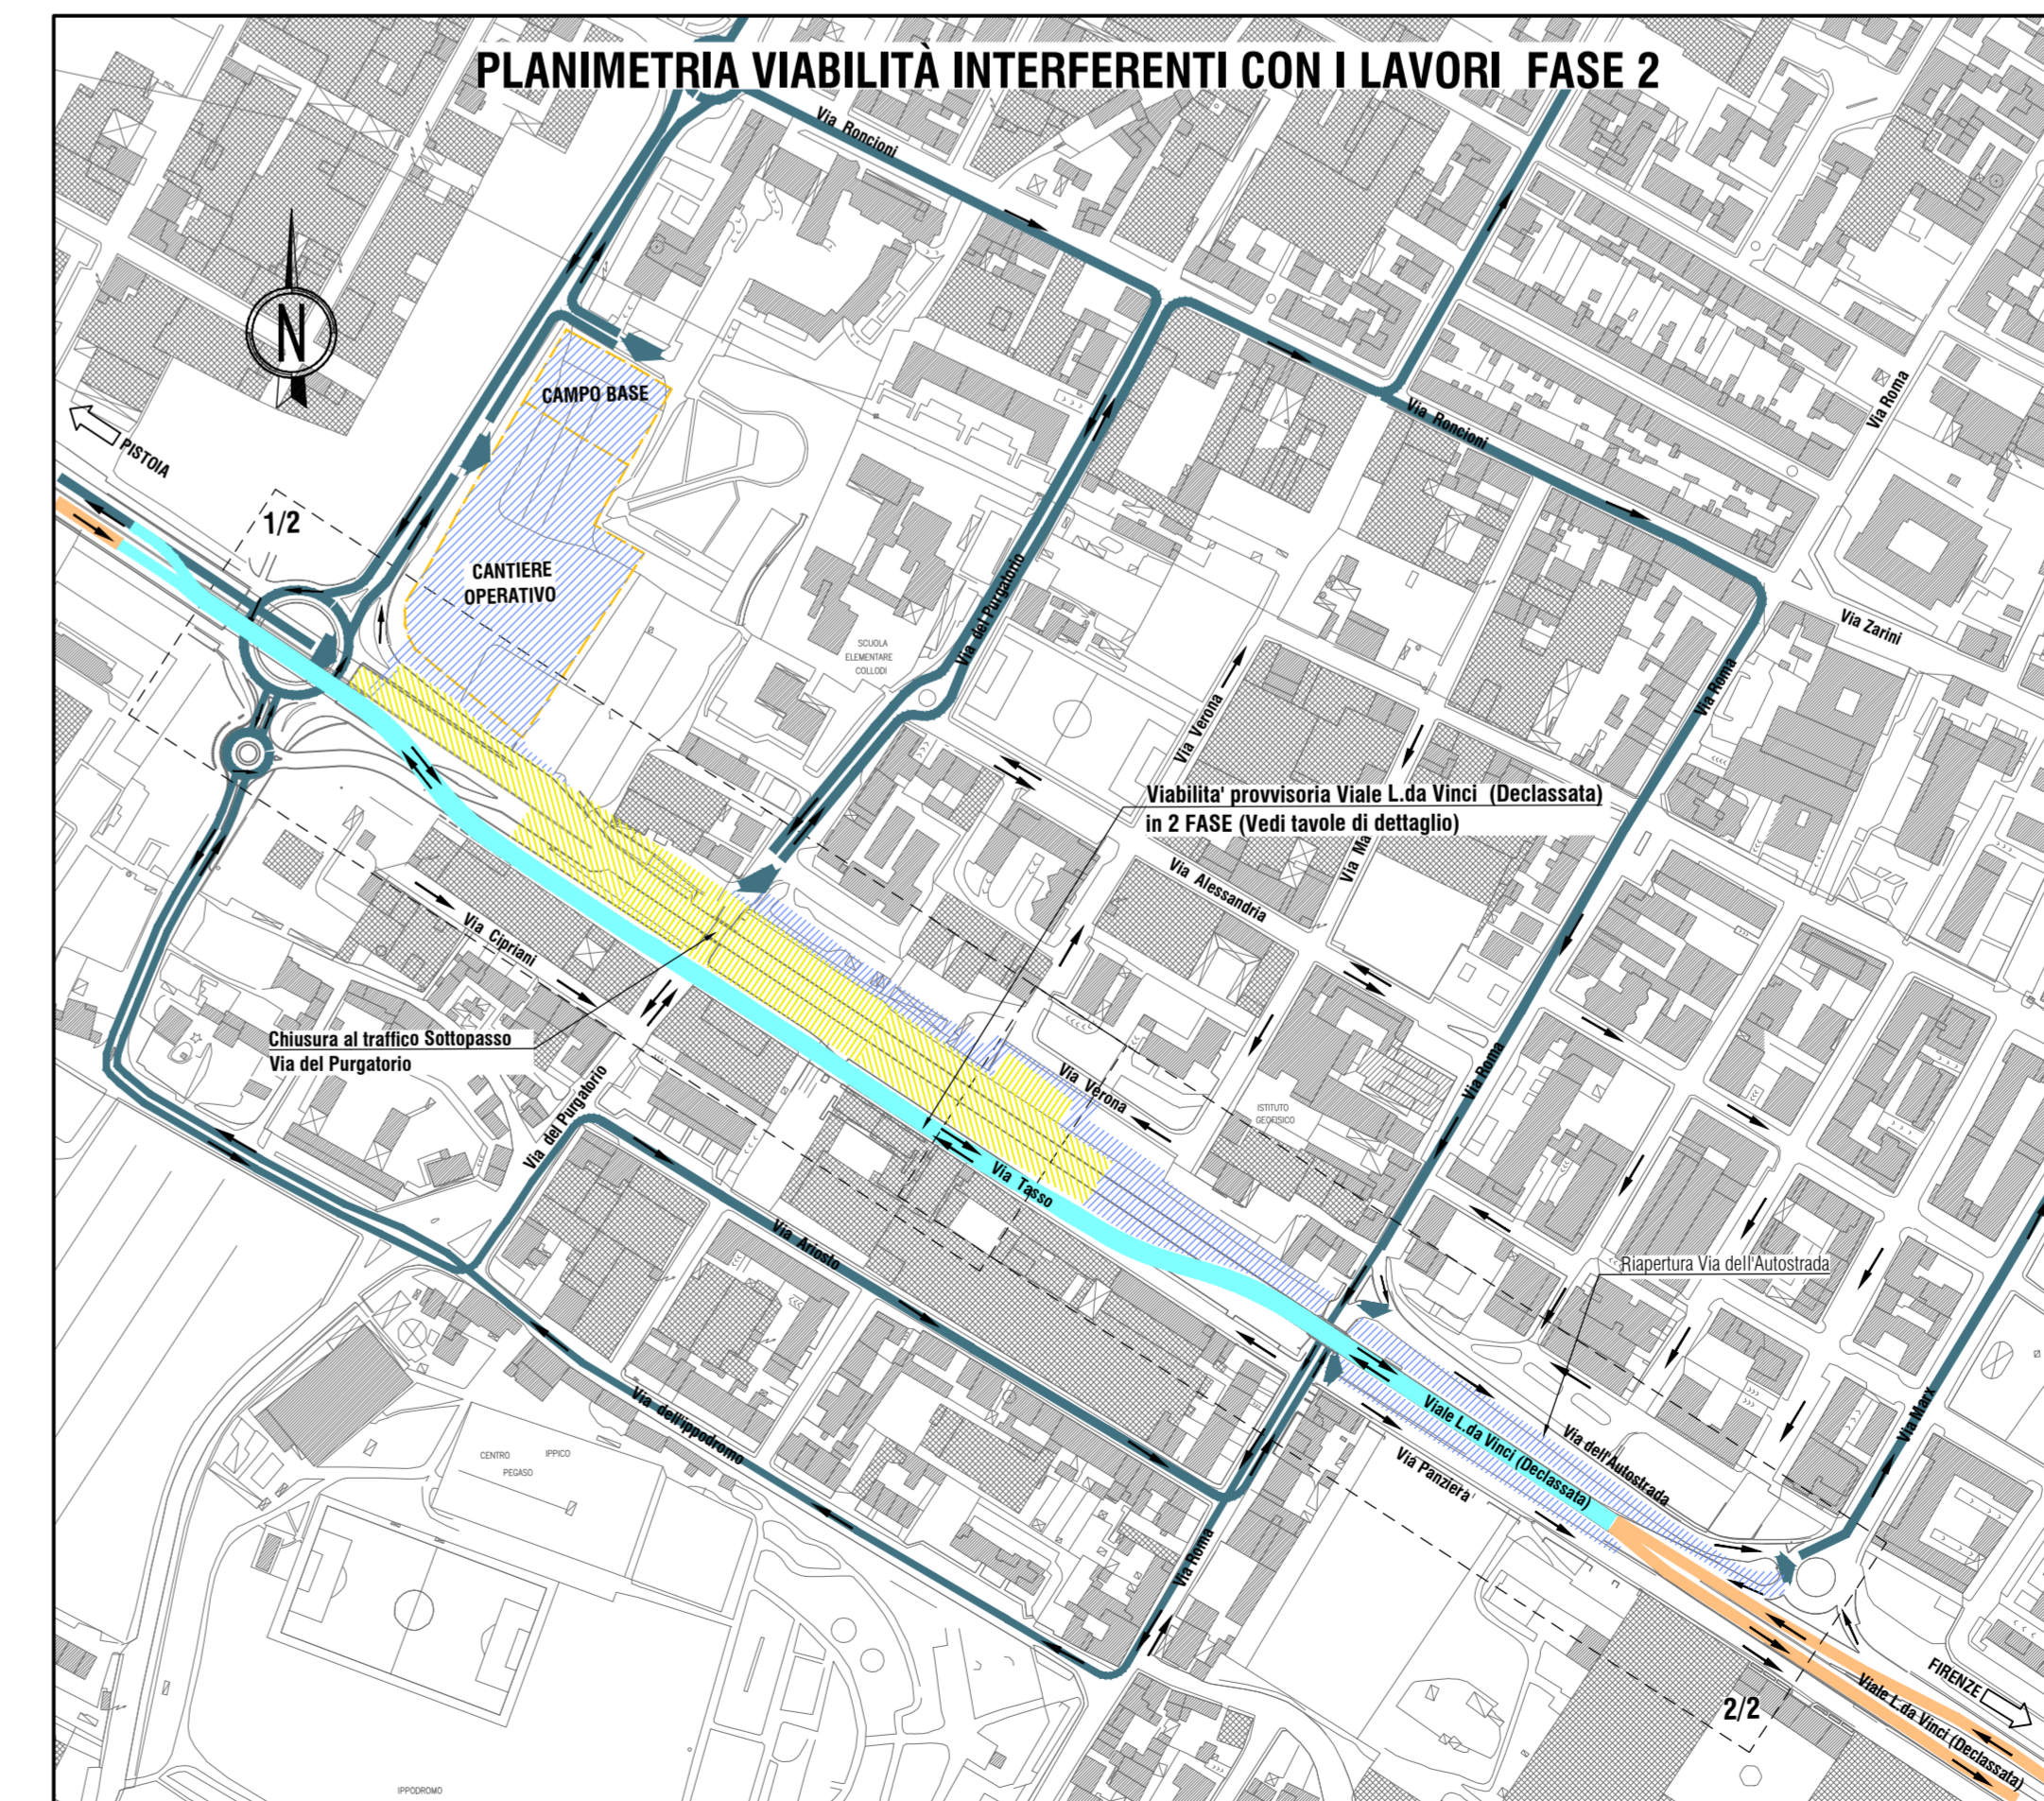 PLANIMETRIA VIABILITÀ INTERFERENTI CON I LAVORI FASE 2
Via Roncioni
N
CAMPO BASE
PISTOIA
1/2
CANTIERE
OPERATIVO
Via Roncioni
Via Roma
SCUOLA
ELEMENTARE
COLLODI
Via del Purgatorio
Via Zarini
Via Verona
Via Roma
Viabilita' provvisoria Viale L.da Vinci (Declassata)
in 2 FASE (Vedi tavole di dettaglio)
Via Ma
Via Alessandria
Via Cipriani
Chiusura al traffico Sottopasso
Via del Purgatorio
Via del Purgatorio
Via Verona
ISTITUTO
GEOFISICO
Via Roma
Via Tasso
Via Ariosto
Riapertura Via dell'Autostrada
Via dell'ippodromo
CENTRO IPPICO
PEGASO
Viale L.da Vinci (Declassata)
Via dell'Autostrada
Via Panziera
Via Marx
Via Roma
FIRENZE
Viale L.da Vinci (Declassata)
2/2
IPPODROMO